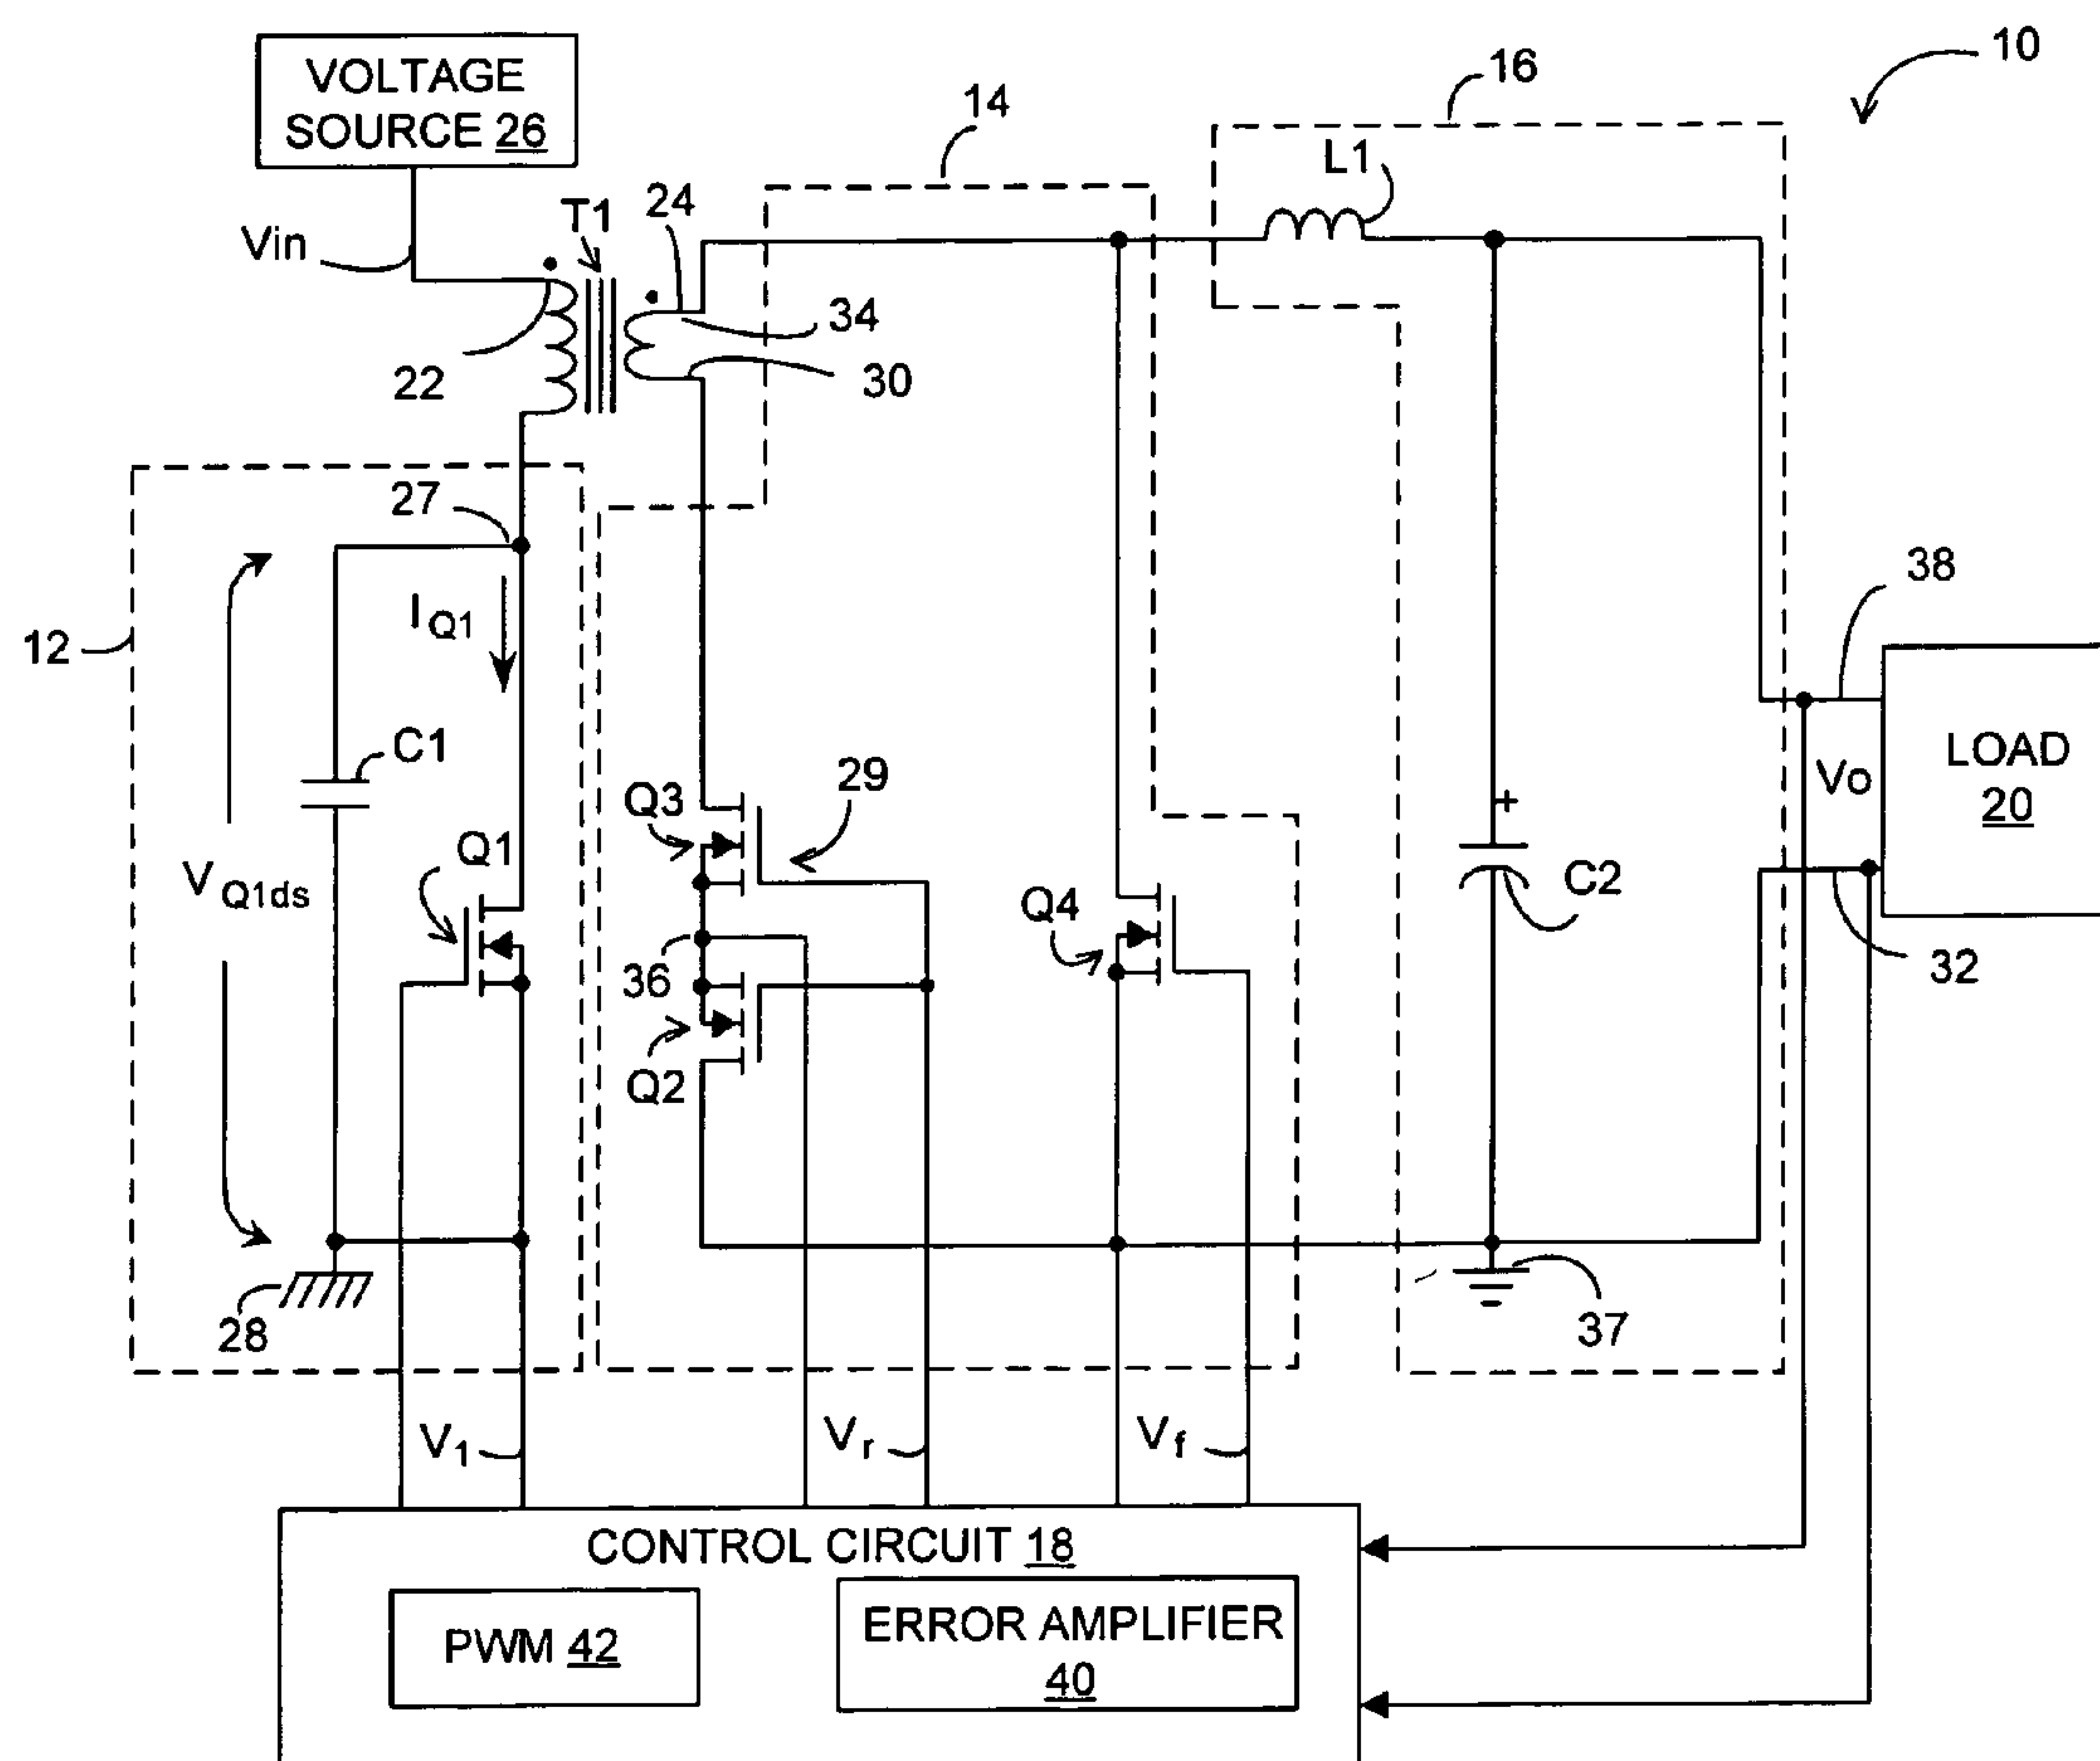 VOLTAGE
SOURCE 26
10
16
14
L1
24
T1
Vin
34
22
30
27
38
I Q1
12
C1
LOAD
20
Vo
Q3
29
Q1
V Q1ds
+
C2
Q4
36
32
Q2
28
37
V1
Vr
Vf
CONTROL CIRCUIT 18
PWM 42
ERROR AMPLIFIER
40